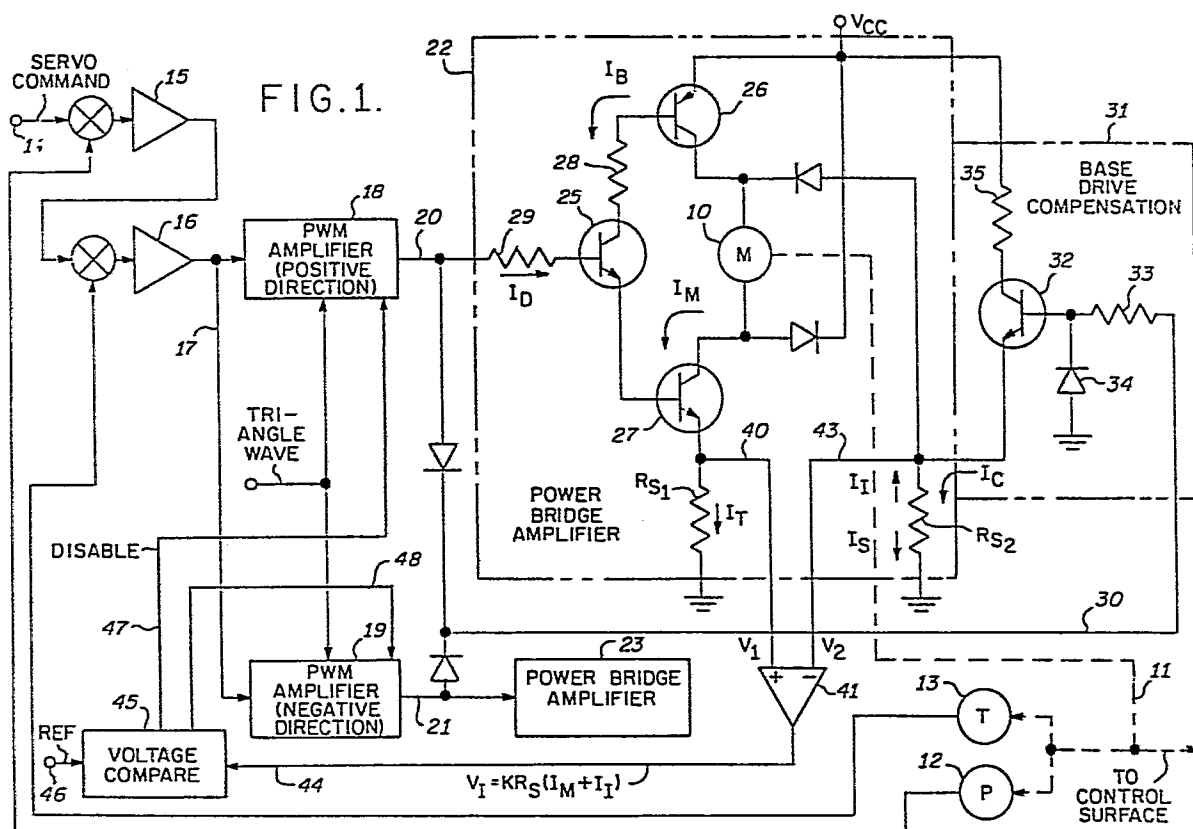 FIG.1.
SERVO
COMMAND
15
22
V_CC
I_B
26
31
BASE
DRIVE
COMPENSATION
28
35
18
25
16
PWM
AMPLIFIER
(POSITIVE
DIRECTION)
20
29
I_D
10
M
32
33
I_M
17
34
27
TRI-
ANGLE
WAVE
40
43
R_S1
I_T
I_I
I_C
POWER
BRIDGE
AMPLIFIER
I_S
R_S2
DISABLE
48
47
30
19
23
V_1
V_2
PWM
AMPLIFIER
(NEGATIVE
DIRECTION)
POWER BRIDGE
AMPLIFIER
+ −
41
11
13
T
45
21
REF
VOLTAGE
COMPARE
46
44
V_I=KR_S(I_M+I_I)
12
P
TO
CONTROL
SURFACE